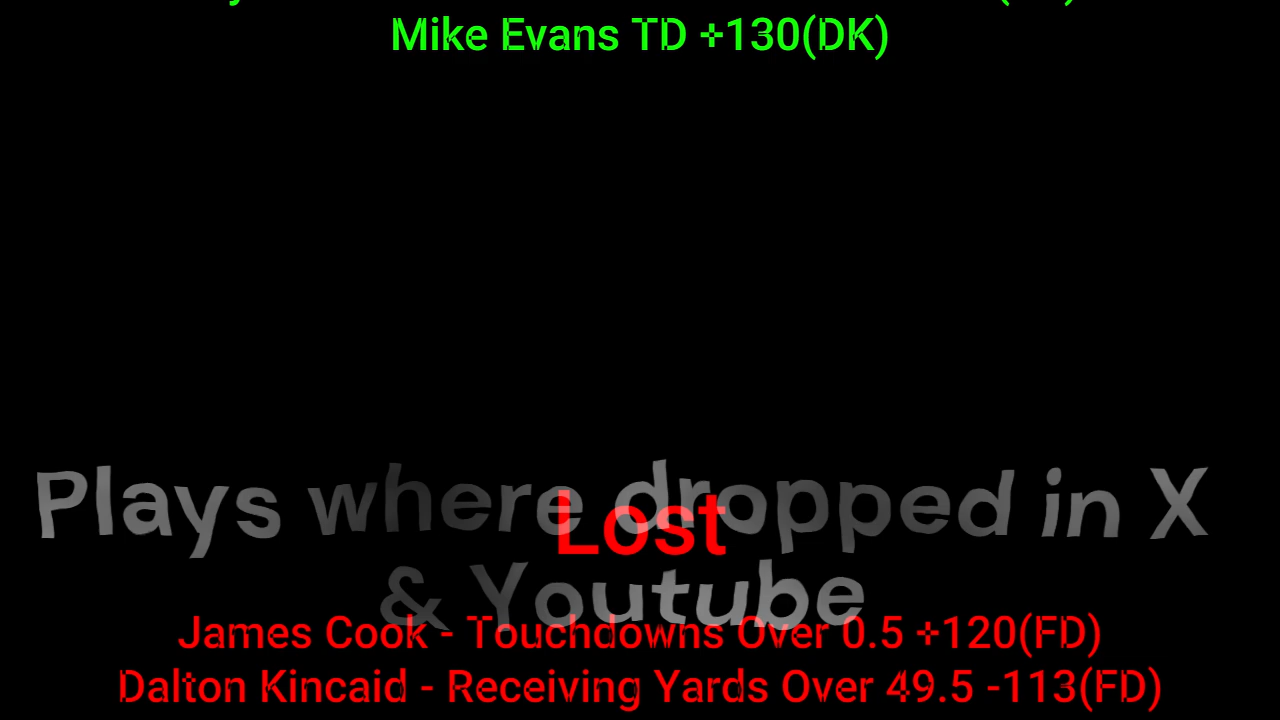 Mike Evans TD +130(DK)
Plays where dropped in X
Lost
& Youtube
James Cook - Touchdowns Over 0.5 +120(FD)
Dalton Kincaid - Receiving Yards Over 49.5 -113(FD)